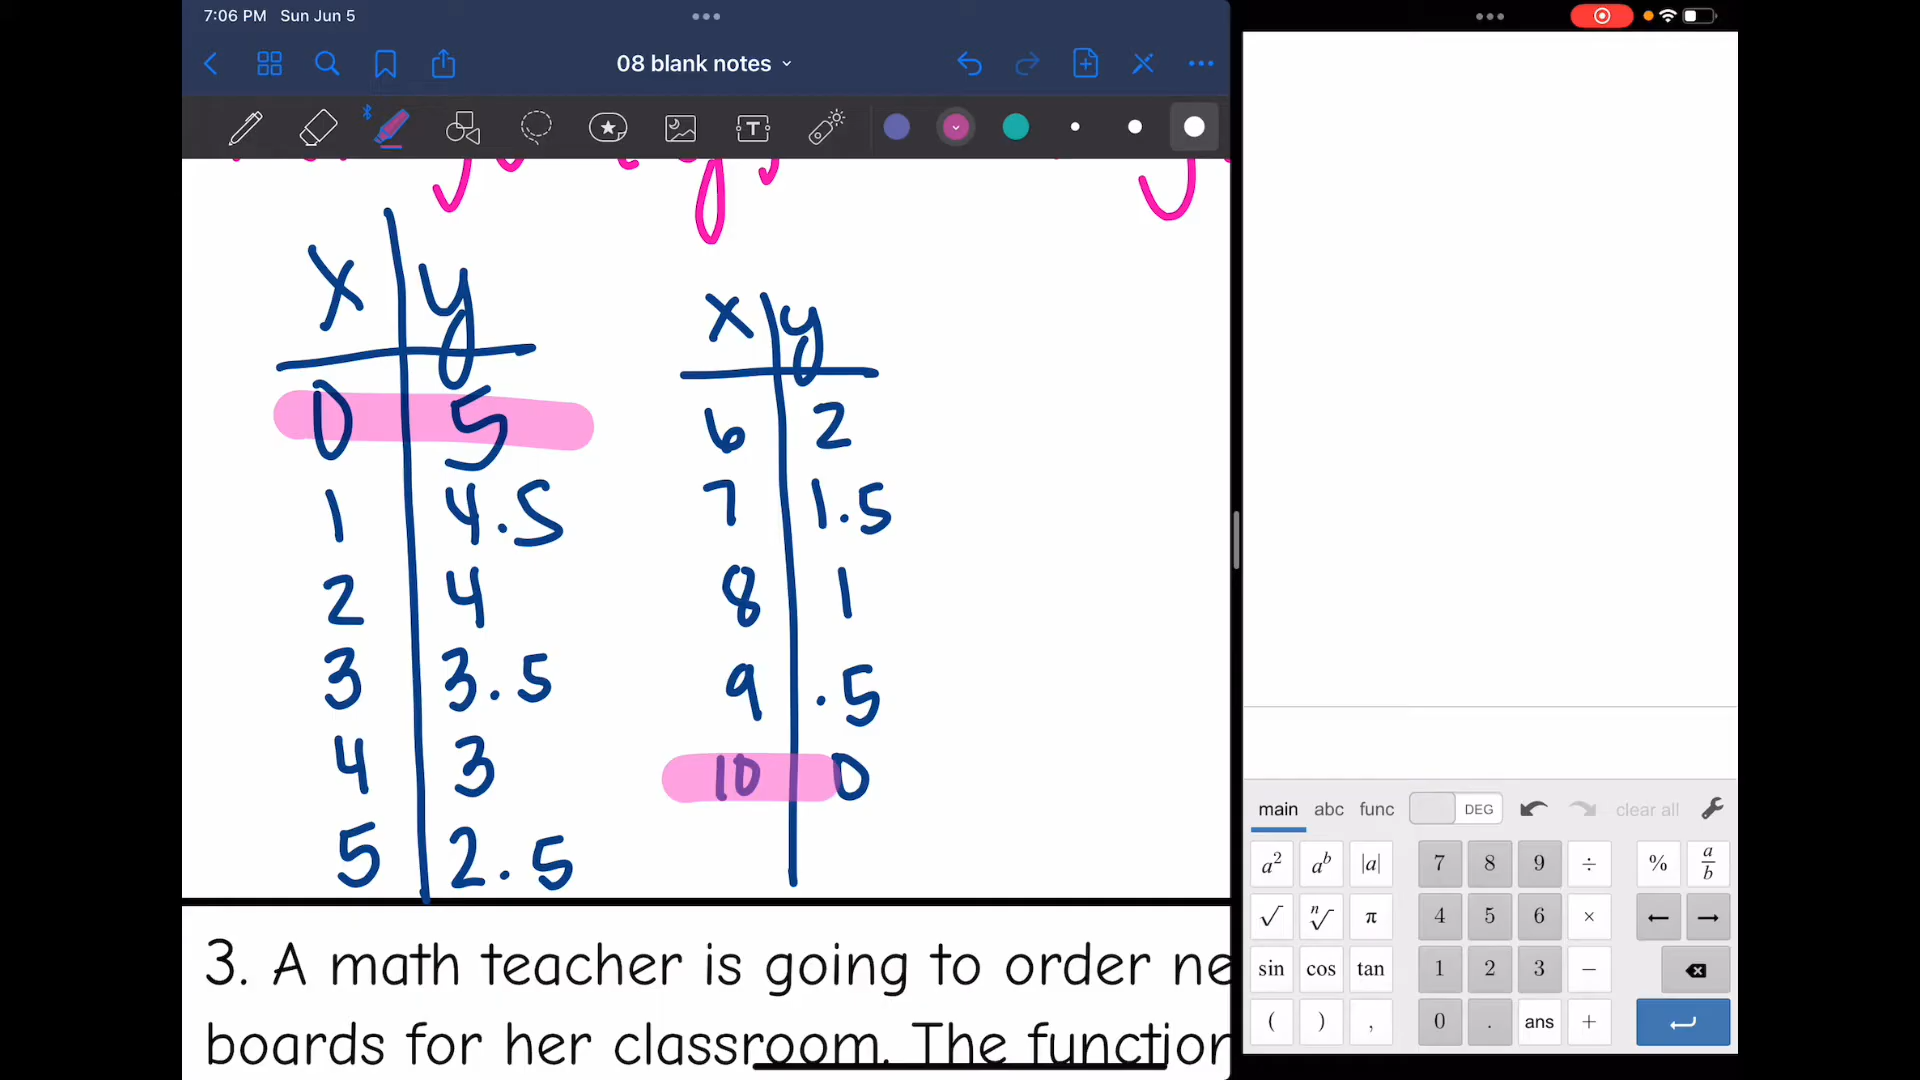 7:06 PM Sun Jun 5
08 blank notes
x y
0 5
1 4.5
2 4
3 3.5
4 3
5 2.5
x y
6 2
7 1.5
8 1
9 .5
10 0
3. A math teacher is going to order ne
boards for her classroom. The function
main abc func DEG clear all
a² aᵇ |a| 7 8 9 ÷ % a/b
√ ⁿ√ π 4 5 6 × ← →
sin cos tan 1 2 3 −
( ) , 0 . ans +